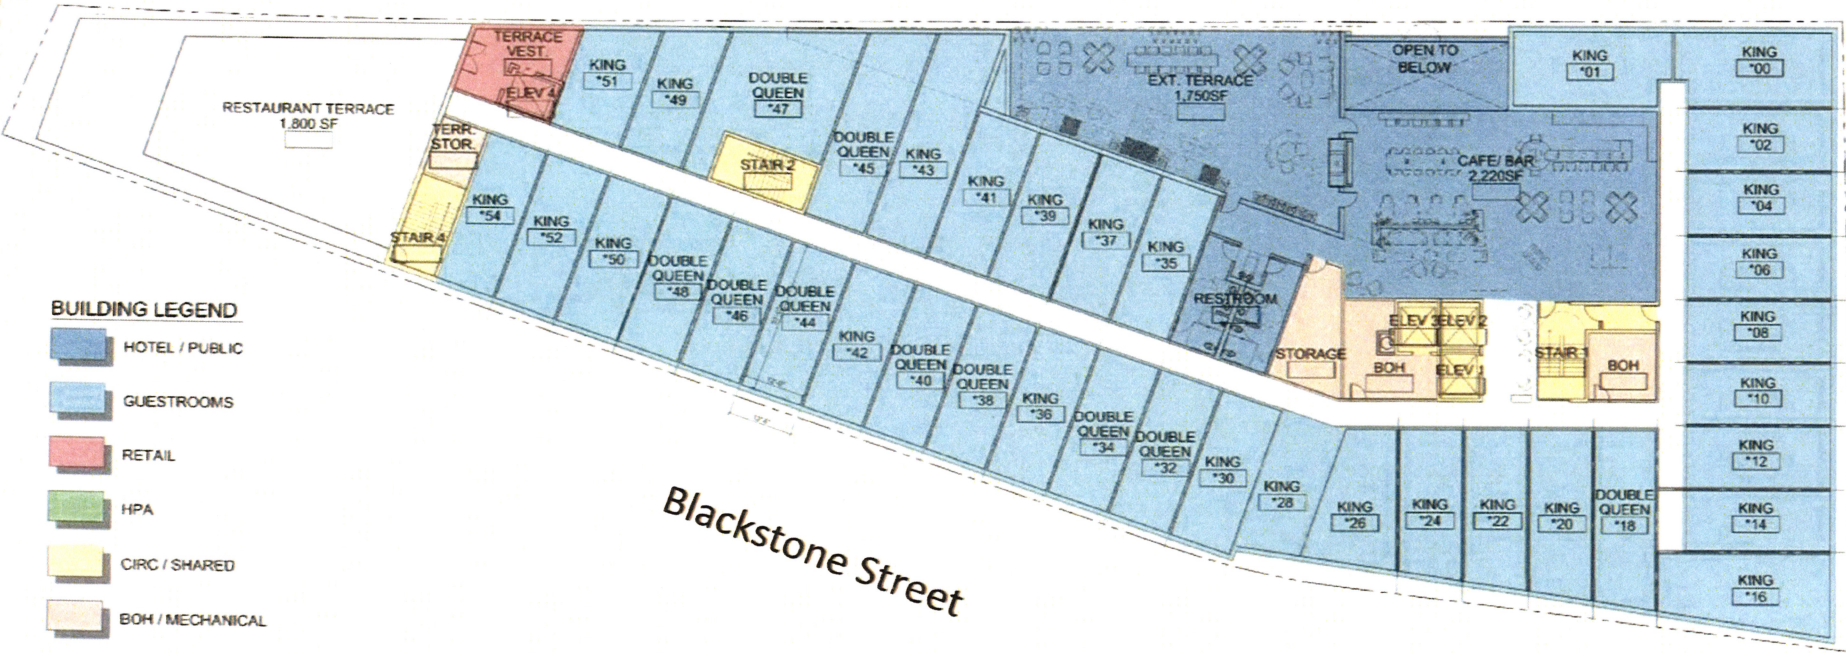 RESTAURANT TERRACE
1,800 SF
TERRACE
VEST.
ELEV 4
TERR.
STOR.
STAIR 4
KING
*51
KING
*49
DOUBLE
QUEEN
*47
STAIR 2
DOUBLE
QUEEN
*45
KING
*43
KING
*41
KING
*39
KING
*37
KING
*35
EXT. TERRACE
1,750SF
OPEN TO
BELOW
CAFE/ BAR
2,220SF
RESTROOM
STORAGE
BOH
ELEV 3
ELEV 2
ELEV 1
STAIR 1
BOH
KING
*01
KING
*00
KING
*02
KING
*04
KING
*06
KING
*08
KING
*10
KING
*12
KING
*14
KING
*16
KING
*54
KING
*52
KING
*50
DOUBLE
QUEEN
*48
DOUBLE
QUEEN
*46
DOUBLE
QUEEN
*44
KING
*42
DOUBLE
QUEEN
*40
DOUBLE
QUEEN
*38
KING
*36
DOUBLE
QUEEN
*34
DOUBLE
QUEEN
*32
KING
*30
KING
*28
KING
*26
KING
*24
KING
*22
KING
*20
DOUBLE
QUEEN
*18
BUILDING LEGEND
HOTEL / PUBLIC
GUESTROOMS
RETAIL
HPA
CIRC / SHARED
BOH / MECHANICAL
Blackstone Street